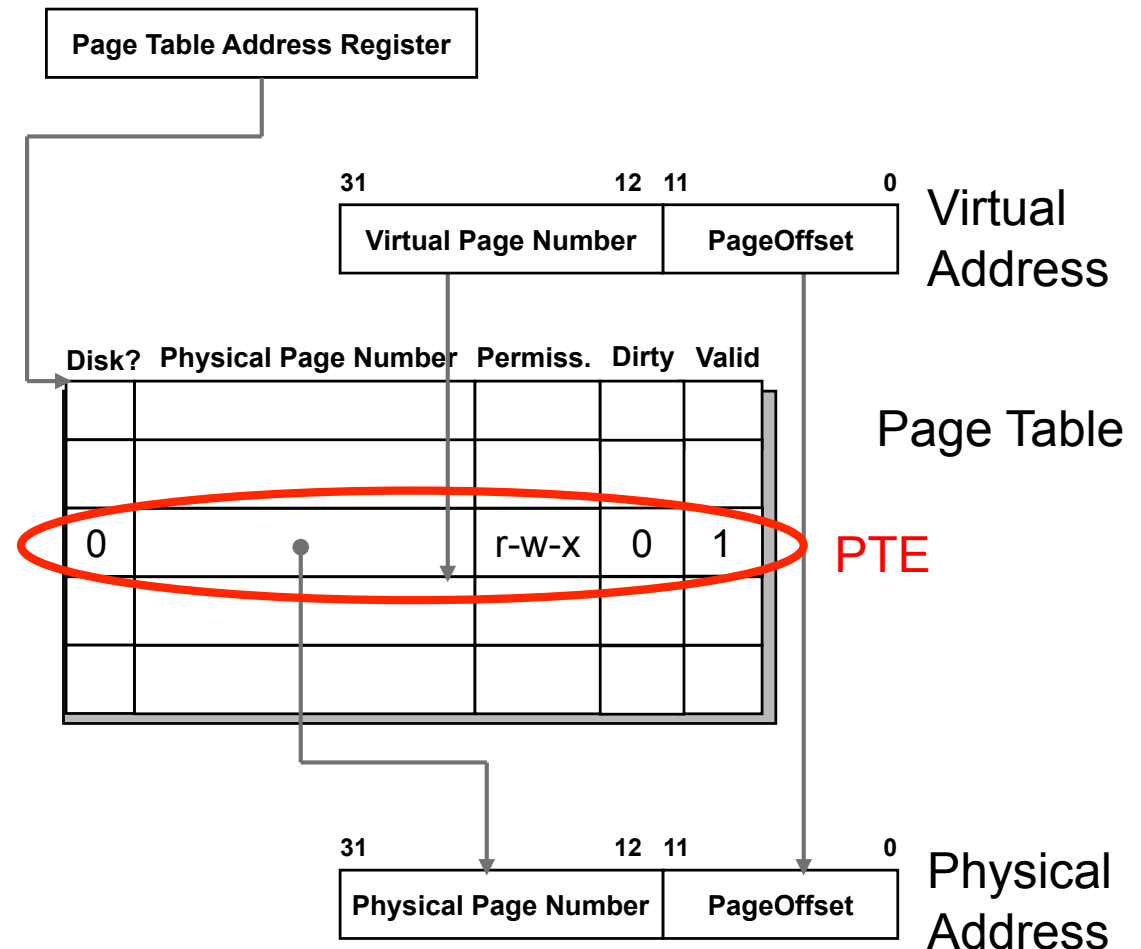 Page Table Address Register
31 12 11 0
Virtual Page Number PageOffset
Virtual
Address
Disk? Physical Page Number Permiss. Dirty Valid
Page Table
0 r-w-x 0 1
PTE
31 12 11 0
Physical Page Number PageOffset
Physical
Address